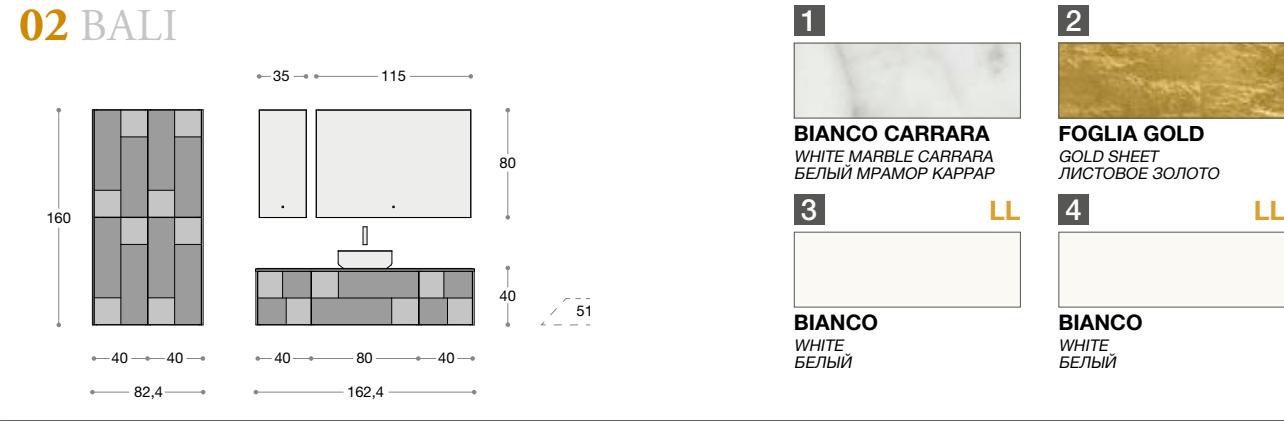 02 BALI
35
115
80
160
40
51
40
40
40
80
40
82,4
162,4
1
BIANCO CARRARA
WHITE MARBLE CARRARA
БЕЛЫЙ МРАМОР КАРРАР
2
FOGLIA GOLD
GOLD SHEET
ЛИСТОВОЕ ЗОЛОТО
3 LL
BIANCO
WHITE
БЕЛЫЙ
4 LL
BIANCO
WHITE
БЕЛЫЙ